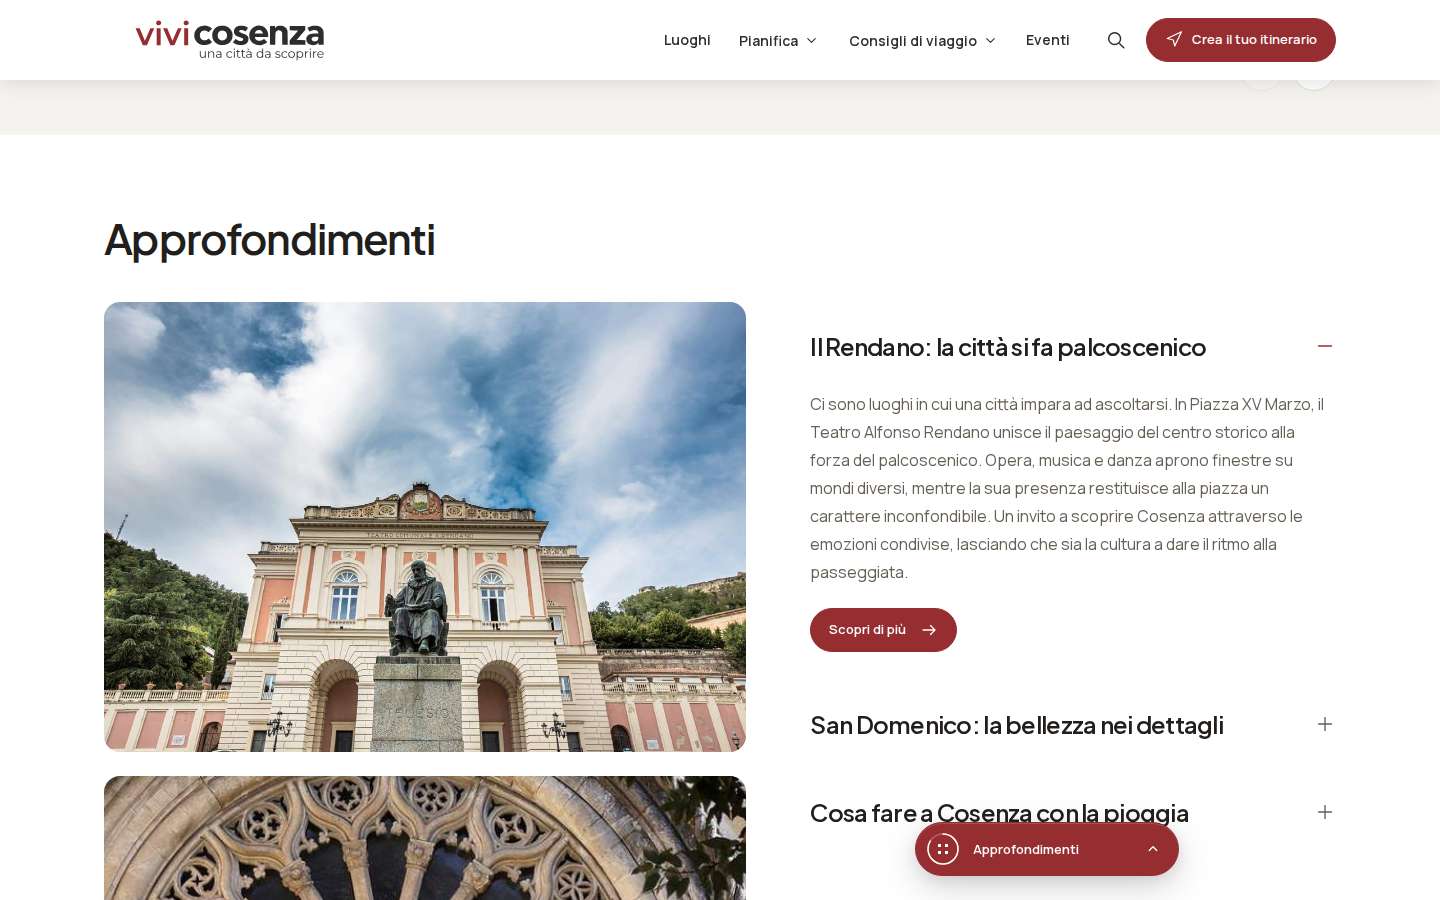 vivicosenza
una città da scoprire
Luoghi
Pianifica
Consigli di viaggio
Eventi
Crea il tuo itinerario
Approfondimenti
Il Rendano: la città si fa palcoscenico
Ci sono luoghi in cui una città impara ad ascoltarsi. In Piazza XV Marzo, il
Teatro Alfonso Rendano unisce il paesaggio del centro storico alla
forza del palcoscenico. Opera, musica e danza aprono finestre su
mondi diversi, mentre la sua presenza restituisce alla piazza un
carattere inconfondibile. Un invito a scoprire Cosenza attraverso le
emozioni condivise, lasciando che sia la cultura a dare il ritmo alla
passeggiata.
Scopri di più
TEATRO COMUNALE A. RENDANO
TELESIO
San Domenico: la bellezza nei dettagli
Cosa fare a Cosenza con la pioggia
Approfondimenti